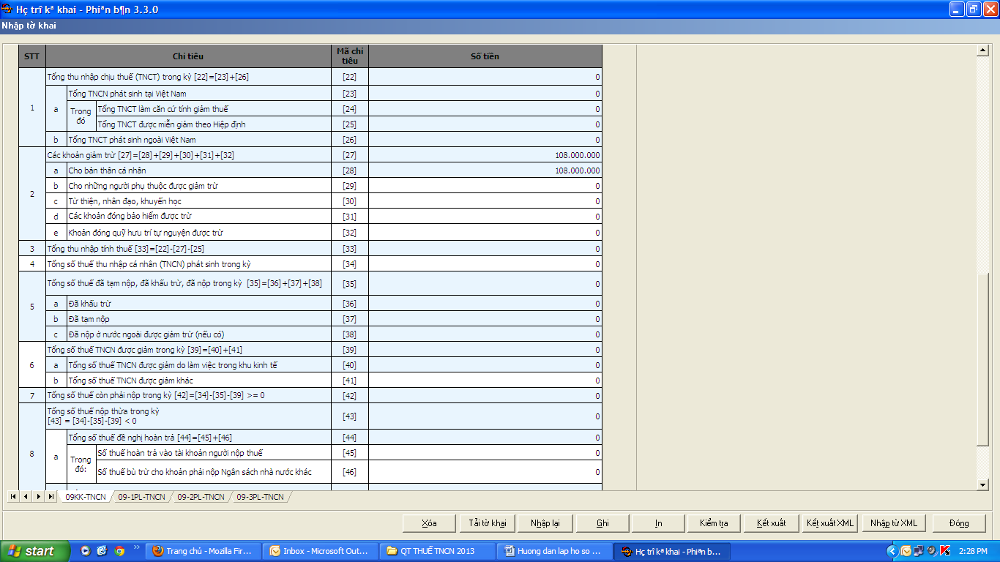 Hç trî kª khai - Phiªn b¶n 3.3.0
Nhập tờ khai
STT Chỉ tiêu Mã chỉ tiêu Số tiền
1 Tổng thu nhập chịu thuế (TNCT) trong kỳ [22]=[23]+[26] [22] 0
a Tổng TNCN phát sinh tại Việt Nam [23] 0
Trong đó Tổng TNCT làm căn cứ tính giảm thuế [24] 0
Tổng TNCT được miễn giảm theo Hiệp định [25] 0
b Tổng TNCT phát sinh ngoài Việt Nam [26] 0
2 Các khoản giảm trừ [27]=[28]+[29]+[30]+[31]+[32] [27] 108.000.000
a Cho bản thân cá nhân [28] 108.000.000
b Cho những người phụ thuộc được giảm trừ [29] 0
c Từ thiện, nhân đạo, khuyến học [30] 0
d Các khoản đóng bảo hiểm được trừ [31] 0
e Khoản đóng quỹ hưu trí tự nguyện được trừ [32] 0
3 Tổng thu nhập tính thuế [33]=[22]-[27]-[25] [33] 0
4 Tổng số thuế thu nhập cá nhân (TNCN) phát sinh trong kỳ [34] 0
5 Tổng số thuế đã tạm nộp, đã khấu trừ, đã nộp trong kỳ [35]=[36]+[37]+[38] [35] 0
a Đã khấu trừ [36] 0
b Đã tạm nộp [37] 0
c Đã nộp ở nước ngoài được giảm trừ (nếu có) [38] 0
6 Tổng số thuế TNCN được giảm trong kỳ [39]=[40]+[41] [39] 0
a Tổng số thuế TNCN được giảm do làm việc trong khu kinh tế [40] 0
b Tổng số thuế TNCN được giảm khác [41] 0
7 Tổng số thuế còn phải nộp trong kỳ [42]=[34]-[35]-[39] >= 0 [42] 0
8 Tổng số thuế nộp thừa trong kỳ
[43] = [34]-[35]-[39] < 0 [43] 0
a Tổng số thuế đề nghị hoàn trả [44]=[45]+[46] [44] 0
Trong đó: Số thuế hoàn trả vào tài khoản người nộp thuế [45] 0
Số thuế bù trừ cho khoản phải nộp Ngân sách nhà nước khác [46] 0
09KK-TNCN 09-1PL-TNCN 09-2PL-TNCN 09-3PL-TNCN
Xóa Tải tờ khai Nhập lại Ghi In Kiểm tra Kết xuất Kết xuất XML Nhập từ XML Đóng
start Trang chủ - Mozilla Fir... Inbox - Microsoft Out... QT THUẾ TNCN 2013 Huong dan lap ho so ... Hç trî kª khai - Phiªn b... 2:28 PM